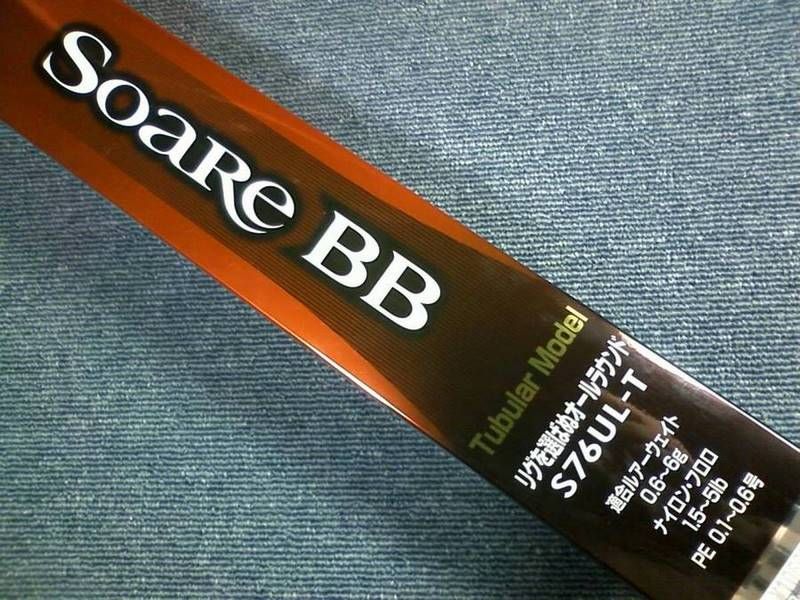 Soare BB
Tubular Model
リグを選ばぬオールラウンド
S76UL-T
適合ルアーウェイト
0.6~6g
ナイロン・フロロ
1.5~5lb
PE 0.1~0.6号